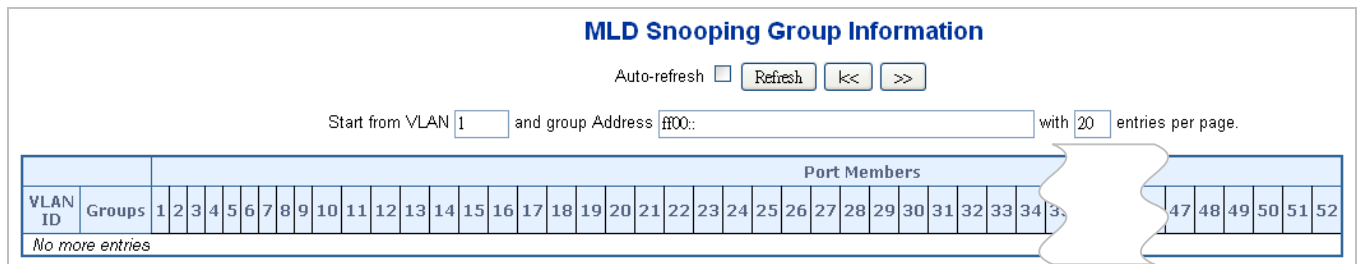 MLD Snooping Group Information
Auto-refresh Refresh |<< >>
Start from VLAN 1 and group Address ff00:: with 20 entries per page.
Port Members
VLAN ID Groups 1 2 3 4 5 6 7 8 9 10 11 12 13 14 15 16 17 18 19 20 21 22 23 24 25 26 27 28 29 30 31 32 33 34 47 48 49 50 51 52
No more entries